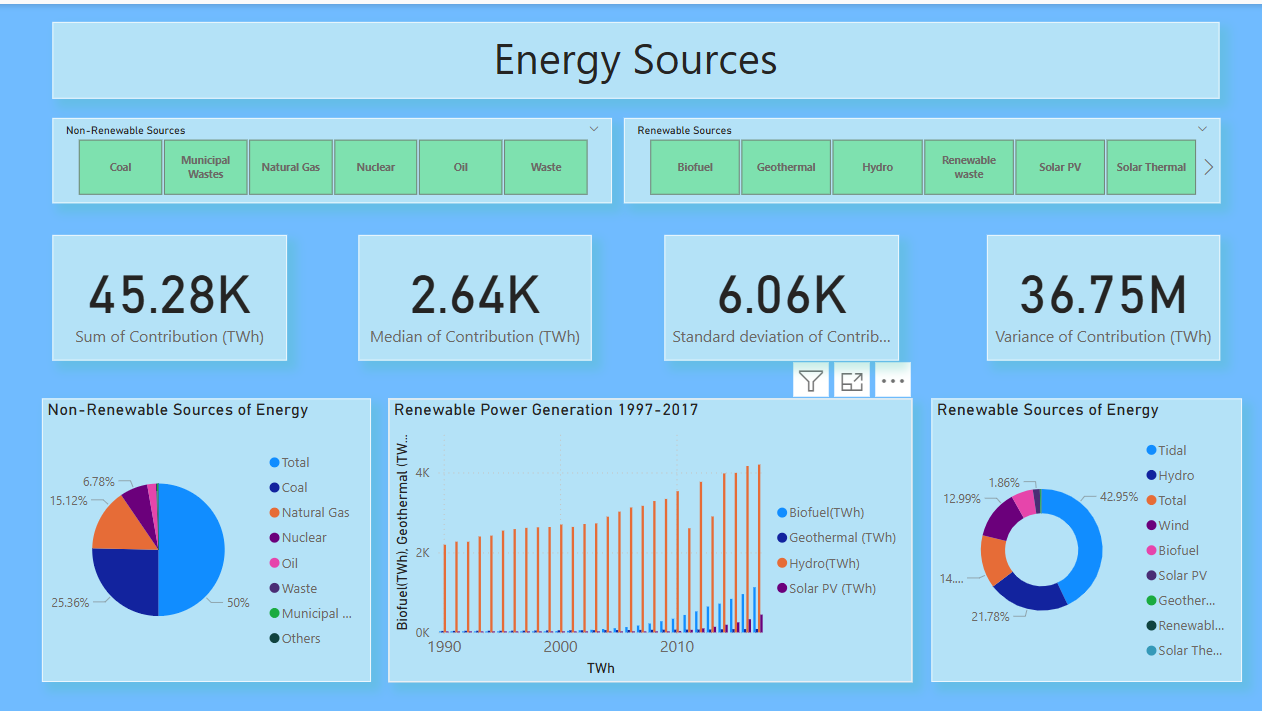 Energy Sources
Non-Renewable Sources
Coal
Municipal
Wastes
Natural Gas
Nuclear
Oil
Waste
Renewable Sources
Biofuel
Geothermal
Hydro
Renewable
waste
Solar PV
Solar Thermal
45.28K
Sum of Contribution (TWh)
2.64K
Median of Contribution (TWh)
6.06K
Standard deviation of Contrib...
36.75M
Variance of Contribution (TWh)
Non-Renewable Sources of Energy
6.78%
15.12%
25.36%
50%
Total
Coal
Natural Gas
Nuclear
Oil
Waste
Municipal ...
Others
Renewable Power Generation 1997-2017
Biofuel(TWh), Geothermal (TW...
4K
2K
0K
1990
2000
2010
TWh
Biofuel(TWh)
Geothermal (TWh)
Hydro(TWh)
Solar PV (TWh)
Renewable Sources of Energy
1.86%
12.99%
14....
21.78%
42.95%
Tidal
Hydro
Total
Wind
Biofuel
Solar PV
Geother...
Renewabl...
Solar The...